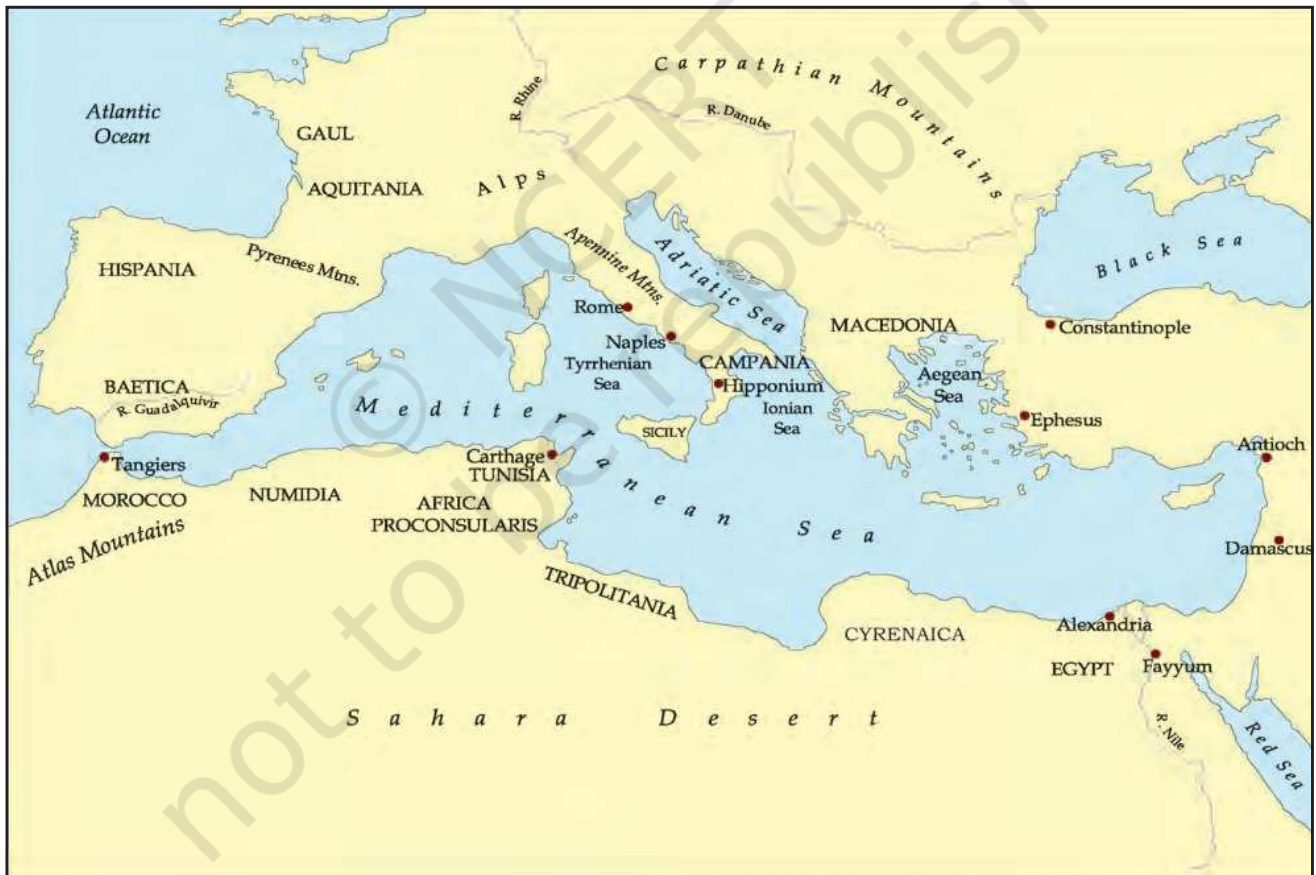 Carpathian Mountains
R. Rhine
R. Danube
Atlantic
Ocean
GAUL
AQUITANIA
Alps
Pyrenees Mtns.
HISPANIA
Apennine Mtns.
Adriatic Sea
Black Sea
Rome
Naples
MACEDONIA
Constantinople
Tyrrhenian
Sea
CAMPANIA
Hipponium
Ionian
Sea
Aegean
Sea
Ephesus
BAETICA
R. Guadalquivir
Mediterranean Sea
SICILY
Antioch
Tangiers
Carthage
TUNISIA
MOROCCO
NUMIDIA
AFRICA
PROCONSULARIS
Atlas Mountains
Damascus
TRIPOLITANIA
CYRENAICA
Alexandria
EGYPT
Fayyum
Sahara Desert
R. Nile
Red Sea
© NCERT
not to be republish